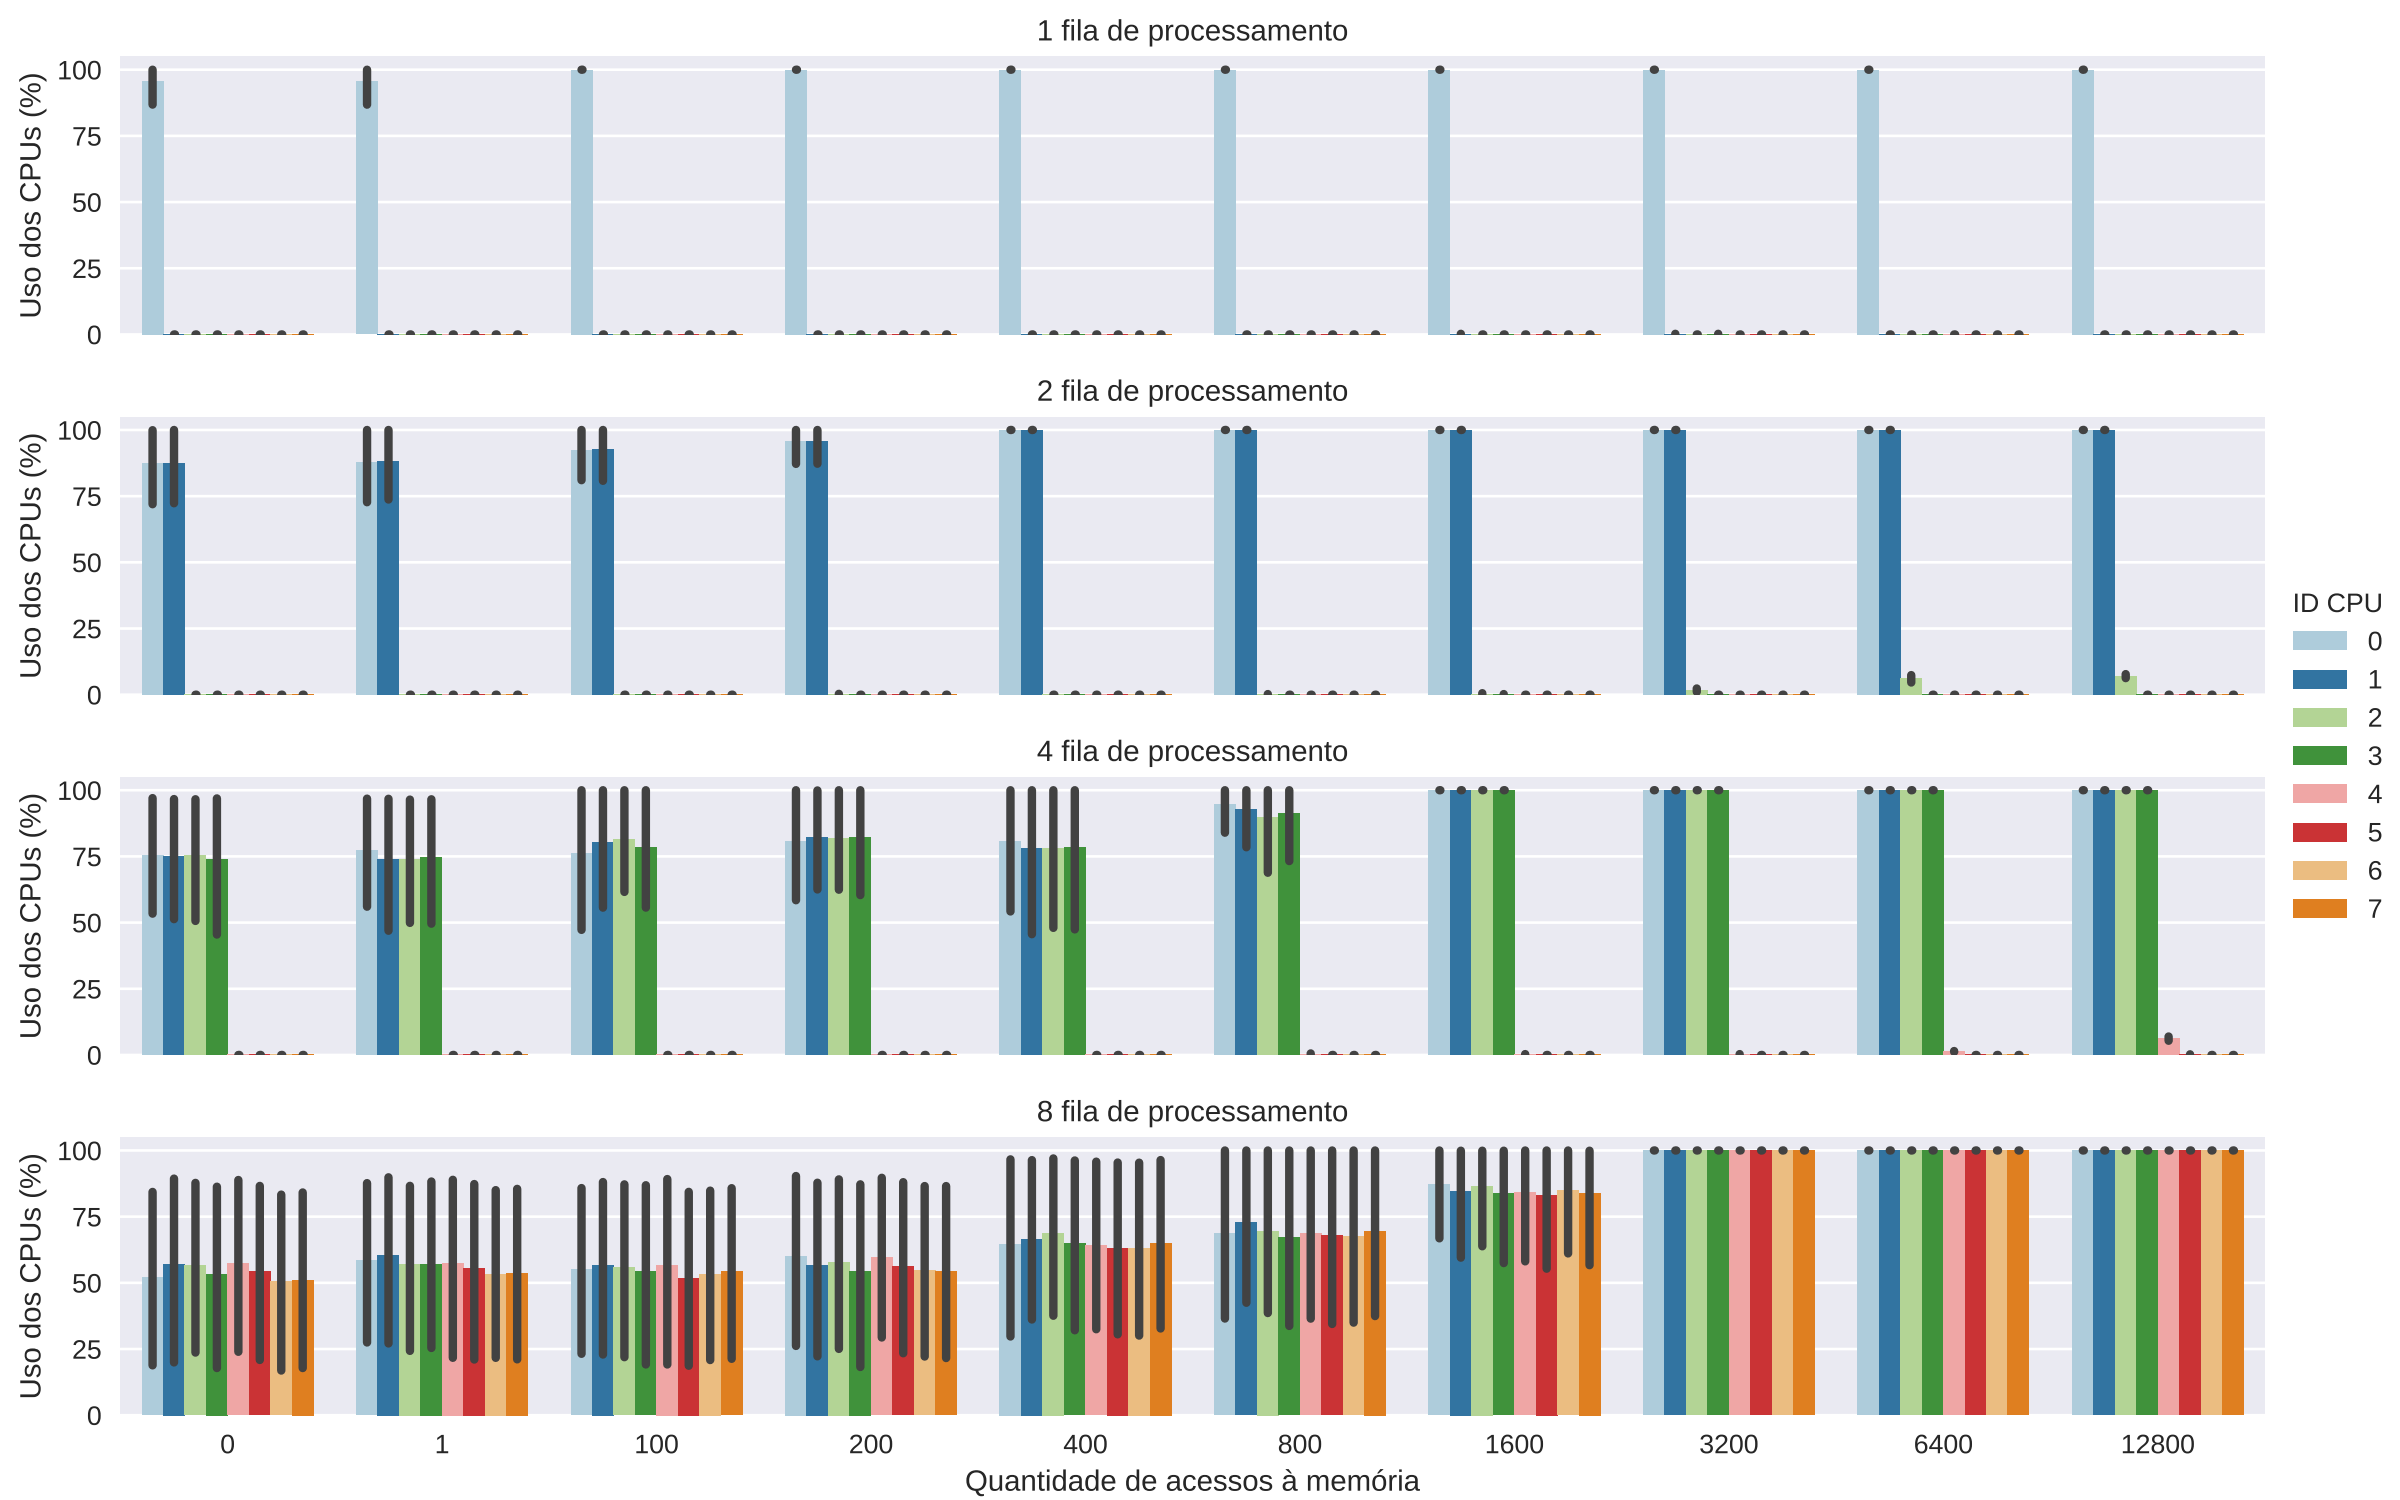 1 fila de processamento
Uso dos CPUs (%)
100
75
50
25
0
2 fila de processamento
Uso dos CPUs (%)
100
75
50
25
0
4 fila de processamento
Uso dos CPUs (%)
100
75
50
25
0
8 fila de processamento
Uso dos CPUs (%)
100
75
50
25
0
0 1 100 200 400 800 1600 3200 6400 12800
Quantidade de acessos à memória
ID CPU
0
1
2
3
4
5
6
7